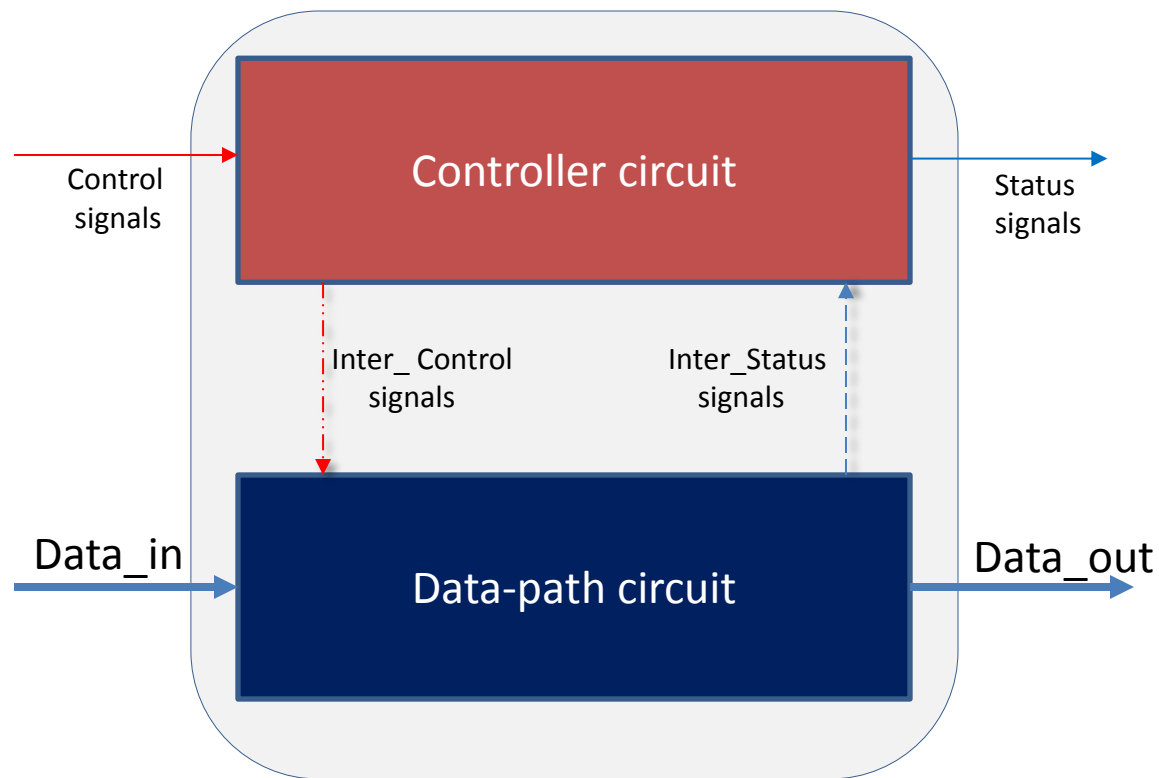 Controller circuit
Control
signals
Status
signals
Inter_ Control
signals
Inter_Status
signals
Data_in
Data_out
Data-path circuit